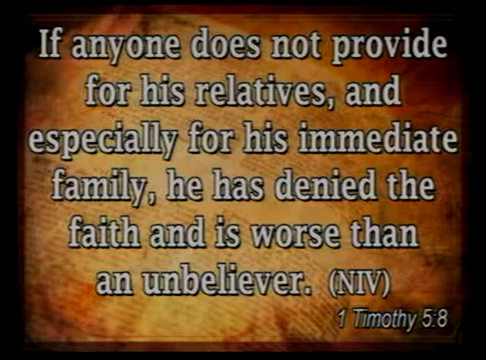 If anyone does not provide
for his relatives, and
especially for his immediate
family, he has denied the
faith and is worse than
an unbeliever. (NIV)
1 Timothy 5:8